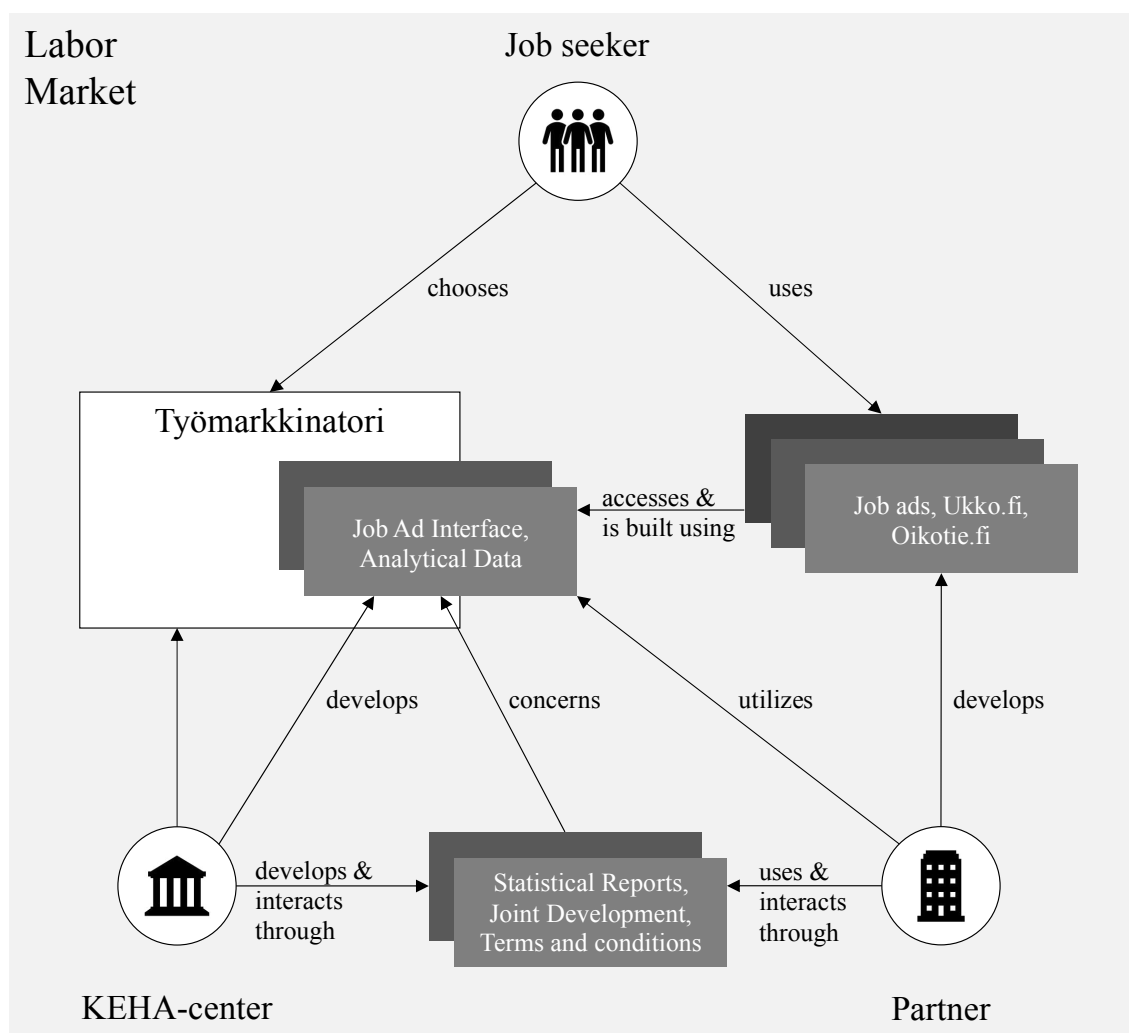 Labor
Market
Job seeker
chooses
uses
Työmarkkinatori
Job Ad Interface,
Analytical Data
accesses &
is built using
Job ads, Ukko.fi,
Oikotie.fi
develops
concerns
utilizes
develops
develops &
interacts
through
Statistical Reports,
Joint Development,
Terms and conditions
uses &
interacts
through
KEHA-center
Partner